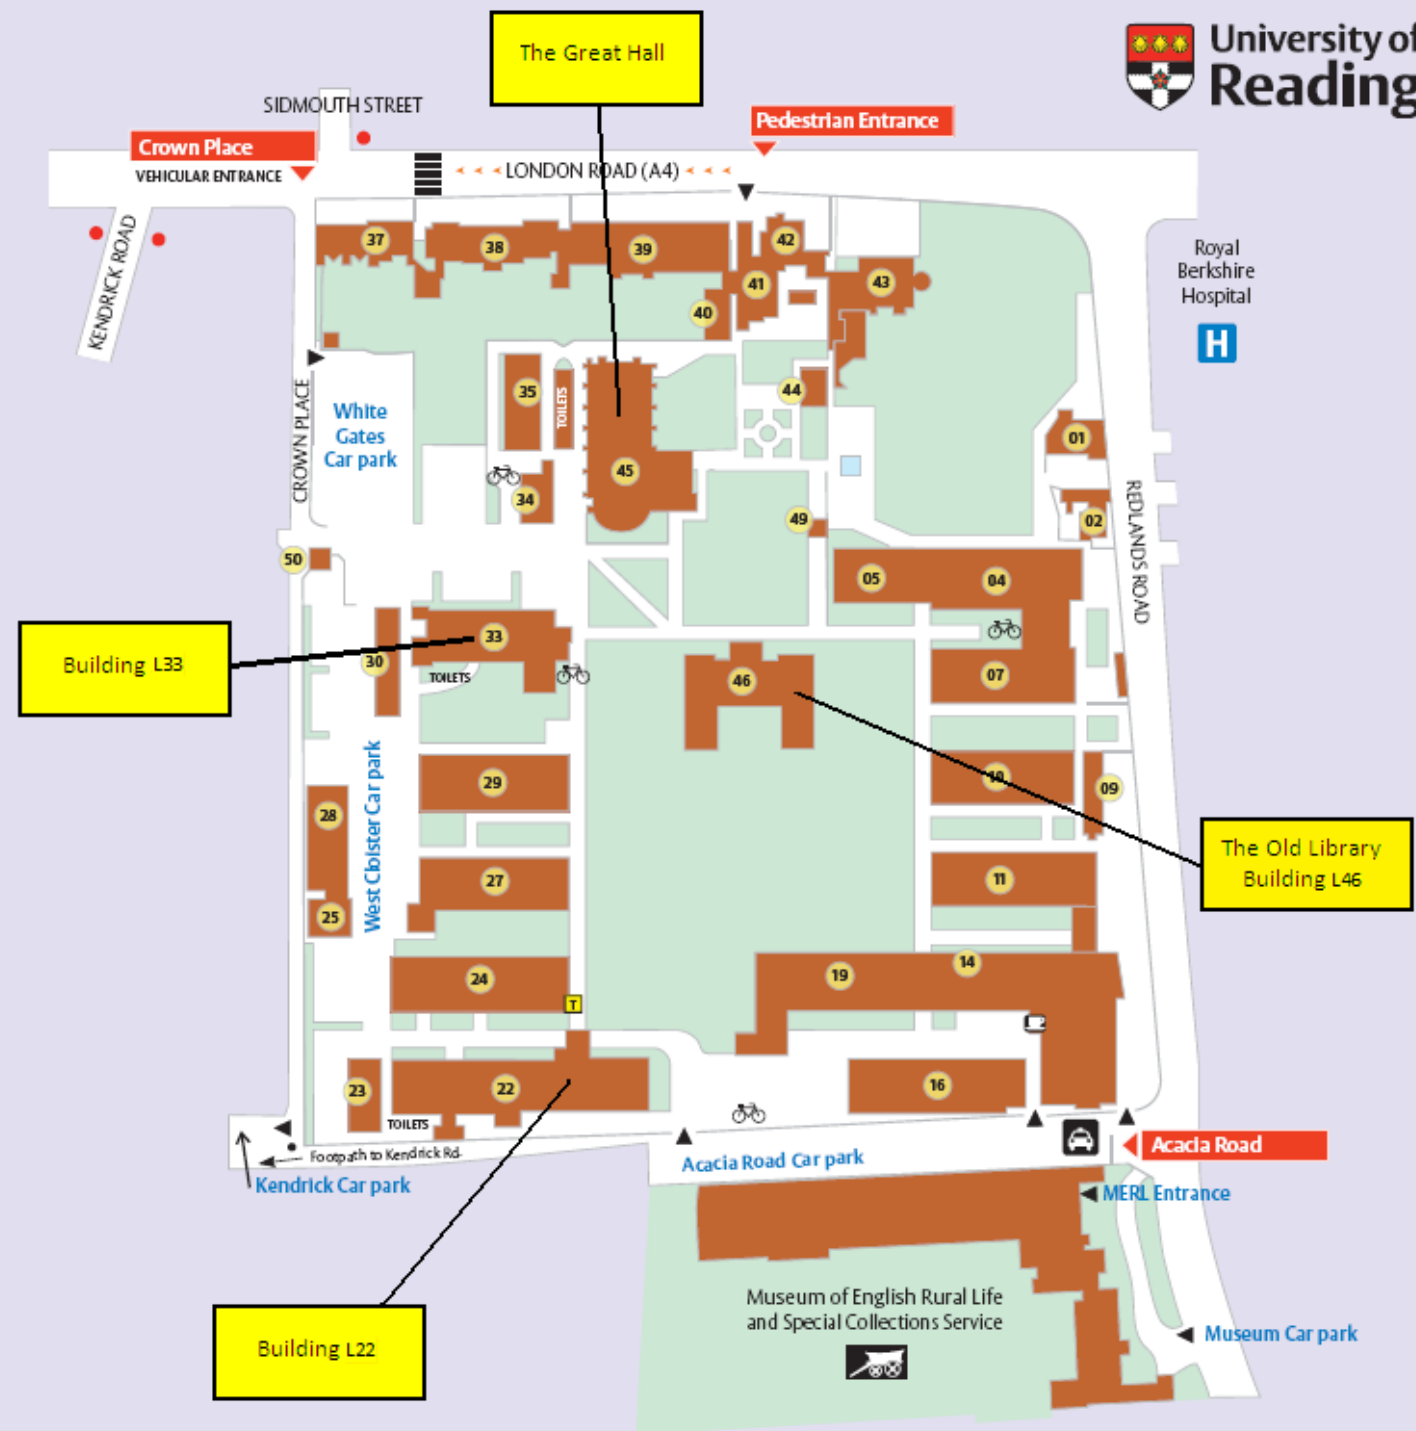 The Great Hall
University of
Reading
SIDMOUTH STREET
Crown Place
VEHICULAR ENTRANCE
Pedestrian Entrance
LONDON ROAD (A4)
KENDRICK ROAD
Royal
Berkshire
Hospital
H
37
38
39
40
41
42
43
44
35
TOILETS
45
34
49
01
02
White
Gates
Car park
CROWN PLACE
REDLANDS ROAD
50
05
04
Building L33
33
30
TOILETS
46
07
29
10
09
28
West Cloister Car park
27
11
The Old Library
Building L46
25
24
T
19
14
23
22
16
TOILETS
Footpath to Kendrick Rd.
Kendrick Car park
Acacia Road Car park
Acacia Road
MERL Entrance
Museum of English Rural Life
and Special Collections Service
Museum Car park
Building L22